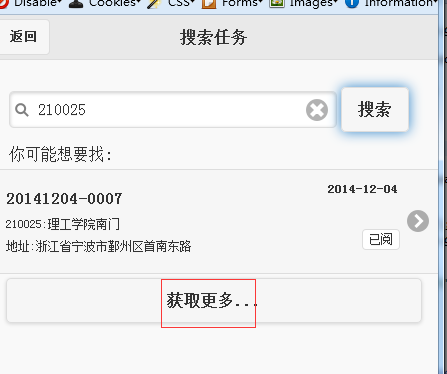 Disable Cookies CSS Forms Images Information
返回
搜索任务
210025
搜索
你可能想要找:
20141204-0007
2014-12-04
210025:理工学院南门
地址:浙江省宁波市鄞州区首南东路
已阅
获取更多...